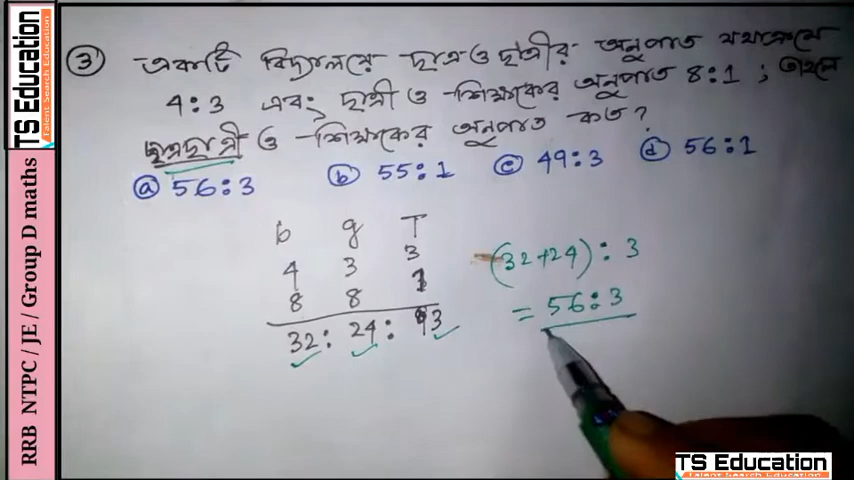 TS Education
Talent Search Education
RRB NTPC / JE / Group D maths
③ একটি বিদ্যালয়ে ছাত্র ও ছাত্রীর অনুপাত যথাক্রমে
4:3 এবং ছাত্রী ও শিক্ষকের অনুপাত 8:1 ; তাহলে
ছাত্রছাত্রী ও শিক্ষকের অনুপাত কত?
ⓐ 56:3 ⓑ 55:1 ⓒ 49:3 ⓓ 56:1
b g T
4 3 3
8 8 1
32: 24: 3
(32+24) : 3
= 56:3
TS Education
Talent Search Education